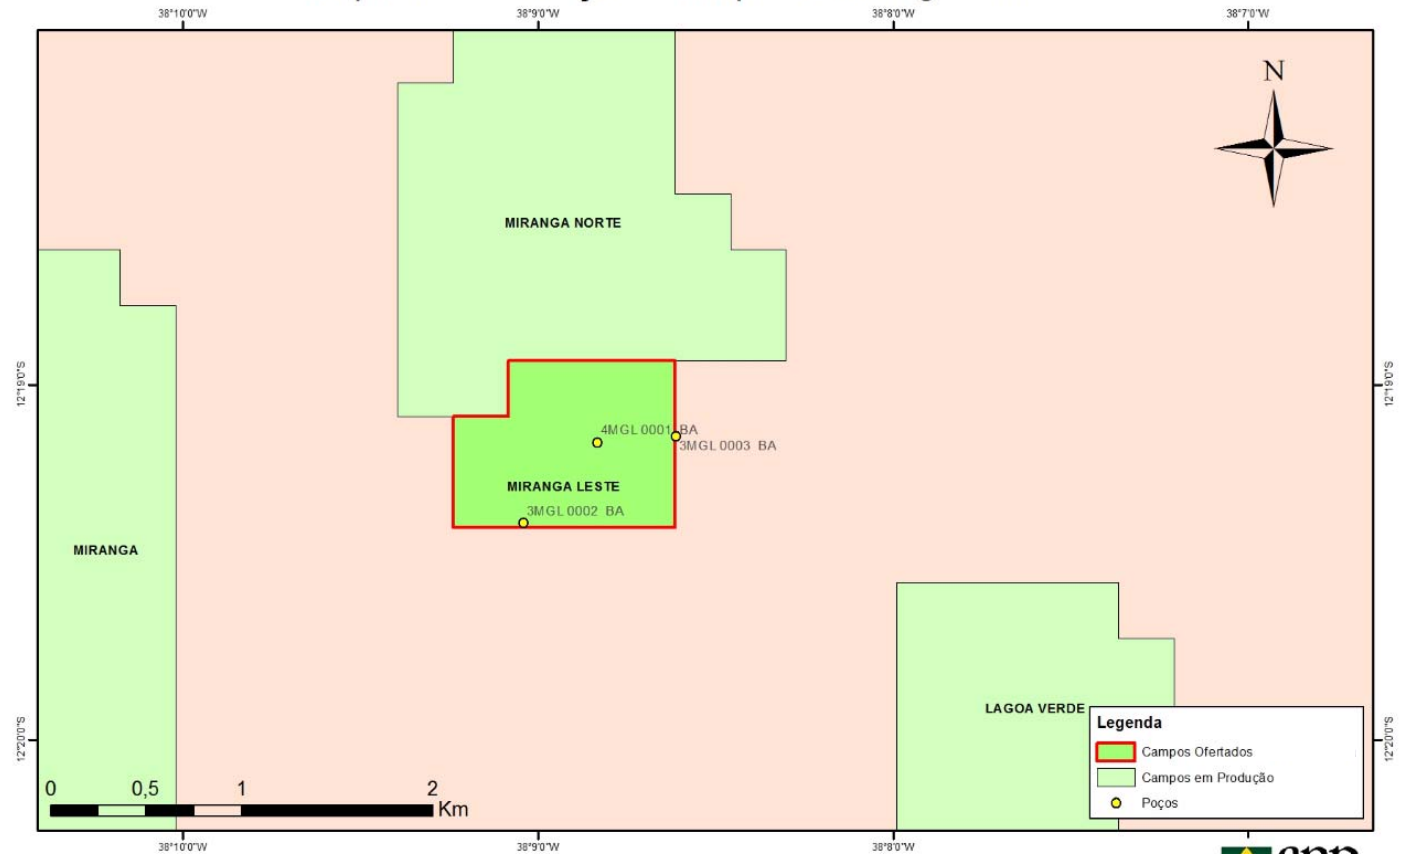 38°10'0"W 38°9'0"W 38°8'0"W 38°7'0"W
N
MIRANGA NORTE
12°19'0"S 12°19'0"S
4MGL 0001 BA
3MGL 0003 BA
MIRANGA LESTE
3MGL 0002 BA
MIRANGA
LAGOA VERDE
Legenda
Campos Ofertados
Campos em Produção
Poços
12°20'0"S 12°20'0"S
0 0,5 1 2
Km
38°10'0"W 38°9'0"W 38°8'0"W 38°7'0"W